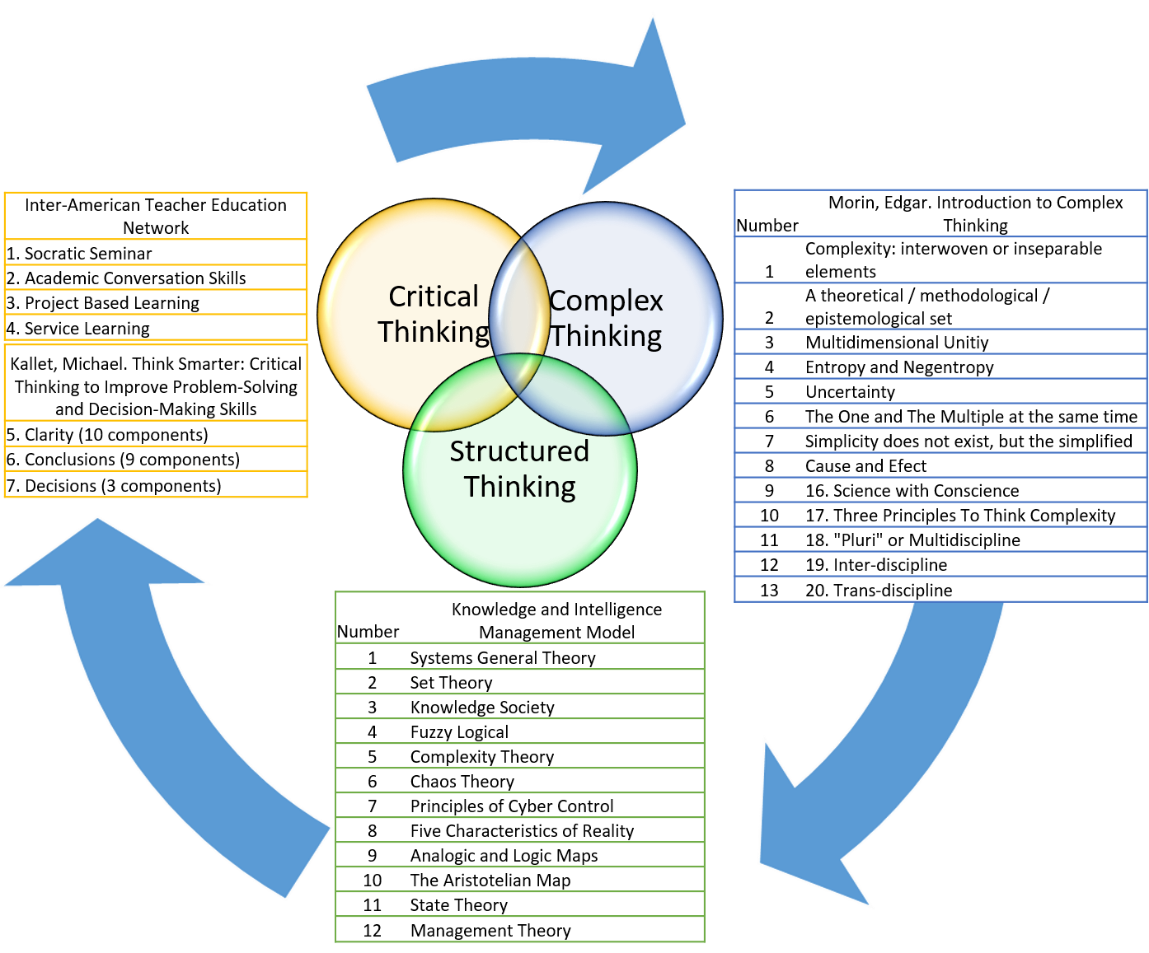 Inter-American Teacher Education
Network
1. Socratic Seminar
2. Academic Conversation Skills
3. Project Based Learning
4. Service Learning
Kallet, Michael. Think Smarter: Critical
Thinking to Improve Problem-Solving
and Decision-Making Skills
5. Clarity (10 components)
6. Conclusions (9 components)
7. Decisions (3 components)
Critical
Thinking
Complex
Thinking
Structured
Thinking
Number
Morin, Edgar. Introduction to Complex
Thinking
1 Complexity: interwoven or inseparable
elements
2 A theoretical / methodological /
epistemological set
3 Multidimensional Unitiy
4 Entropy and Negentropy
5 Uncertainty
6 The One and The Multiple at the same time
7 Simplicity does not exist, but the simplified
8 Cause and Efect
9 16. Science with Conscience
10 17. Three Principles To Think Complexity
11 18. "Pluri" or Multidiscipline
12 19. Inter-discipline
13 20. Trans-discipline
Number
Knowledge and Intelligence
Management Model
1 Systems General Theory
2 Set Theory
3 Knowledge Society
4 Fuzzy Logical
5 Complexity Theory
6 Chaos Theory
7 Principles of Cyber Control
8 Five Characteristics of Reality
9 Analogic and Logic Maps
10 The Aristotelian Map
11 State Theory
12 Management Theory